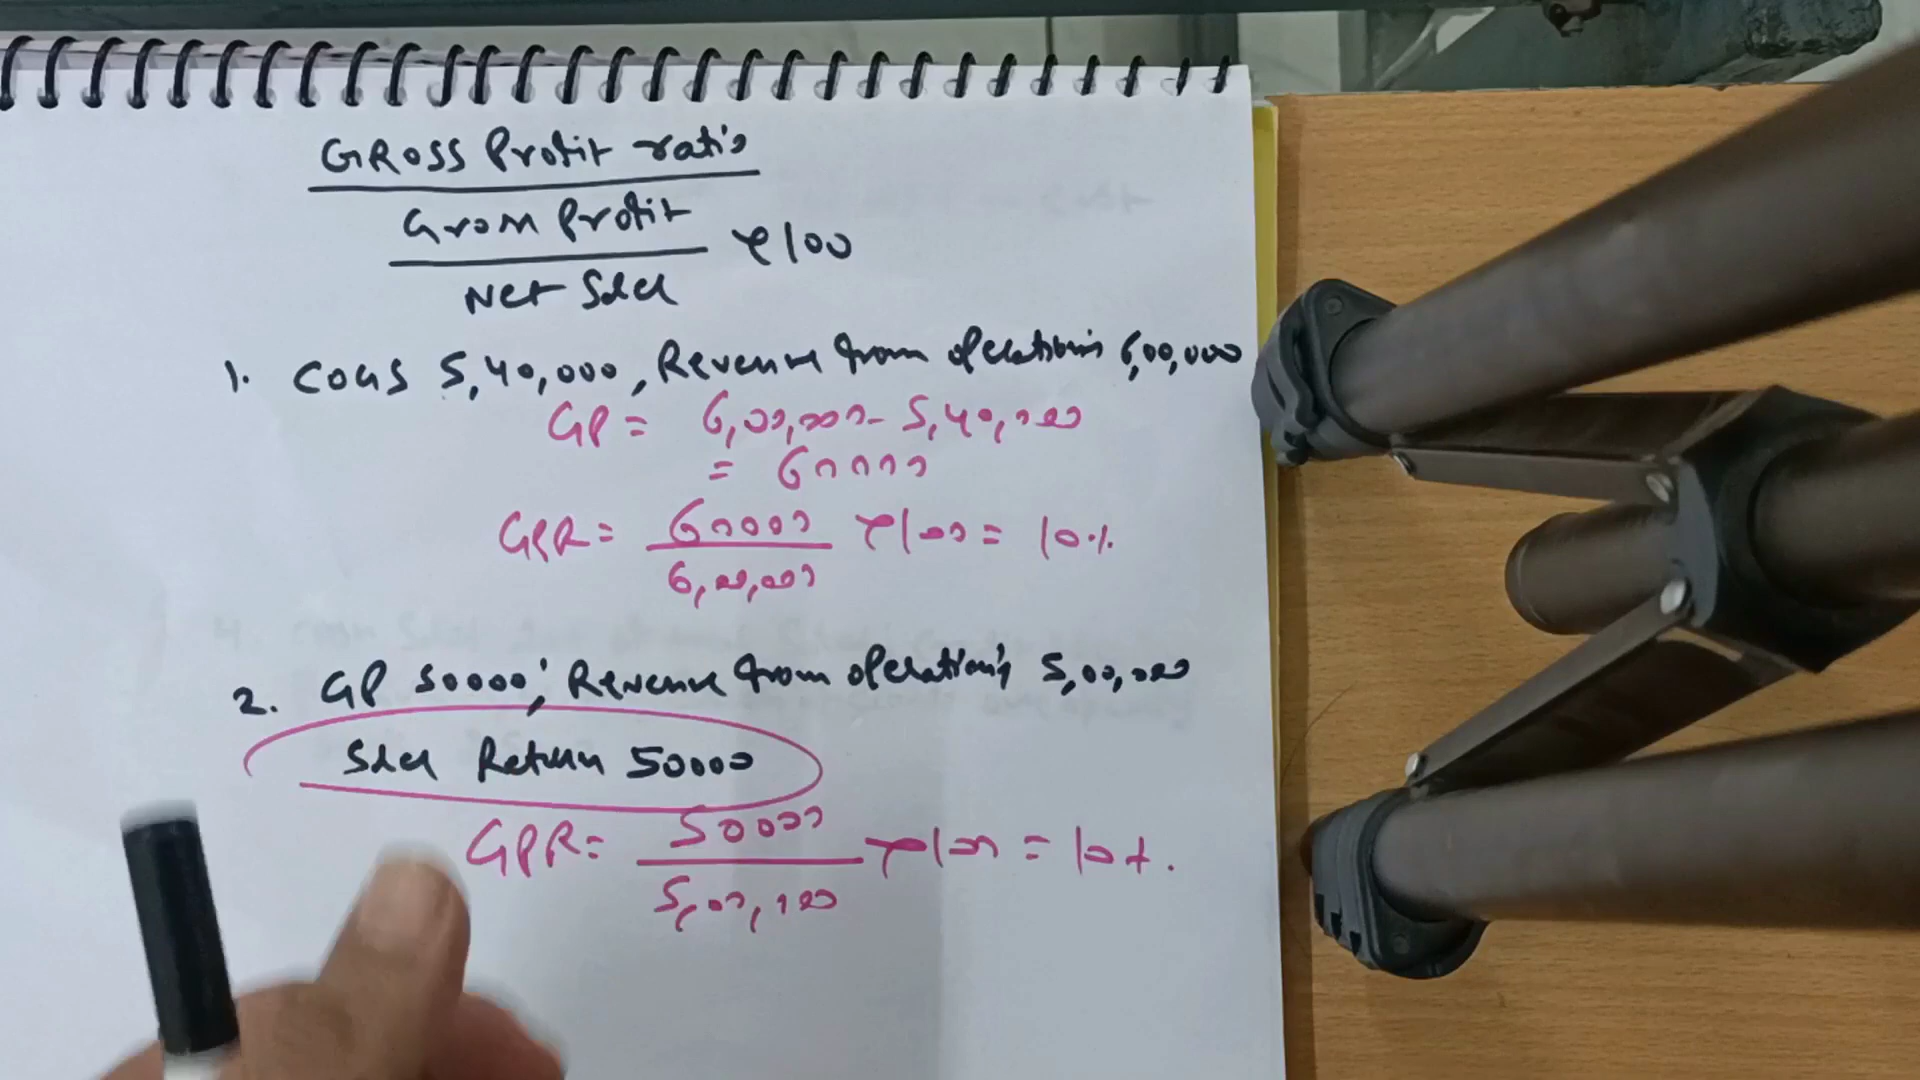 GROSS Profit ratio
Gross Profit
Net Sales
×100
1. COGS 5,40,000, Revenue from operations 6,00,000
GP = 6,00,000 - 5,40,000
= 60000
GPR = 60000 / 6,00,000 ×100 = 10%
2. GP 50000; Revenue from operations 5,00,000
Sales Return 50000
GPR = 50000 / 5,00,000 ×100 = 10%.